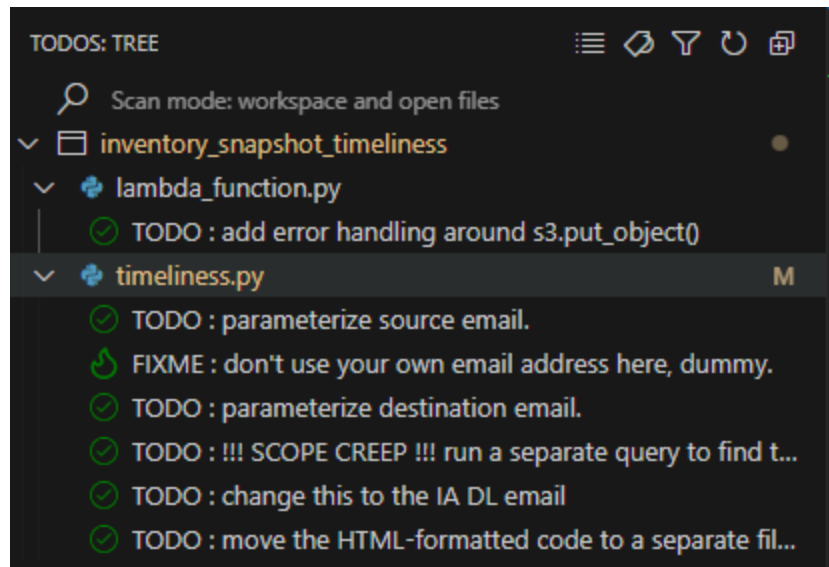 TODOS: TREE
Scan mode: workspace and open files
inventory_snapshot_timeliness
lambda_function.py
TODO : add error handling around s3.put_object()
timeliness.py M
TODO : parameterize source email.
FIXME : don't use your own email address here, dummy.
TODO : parameterize destination email.
TODO : !!! SCOPE CREEP !!! run a separate query to find t...
TODO : change this to the IA DL email
TODO : move the HTML-formatted code to a separate fil...